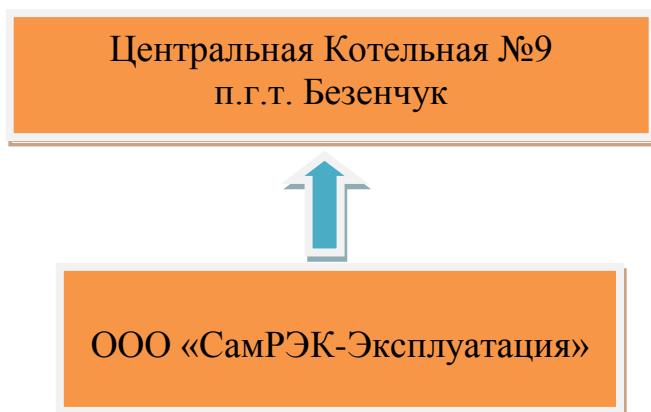 Центральная Котельная №9
п.г.т. Безенчук
ООО «СамРЭК-Эксплуатация»